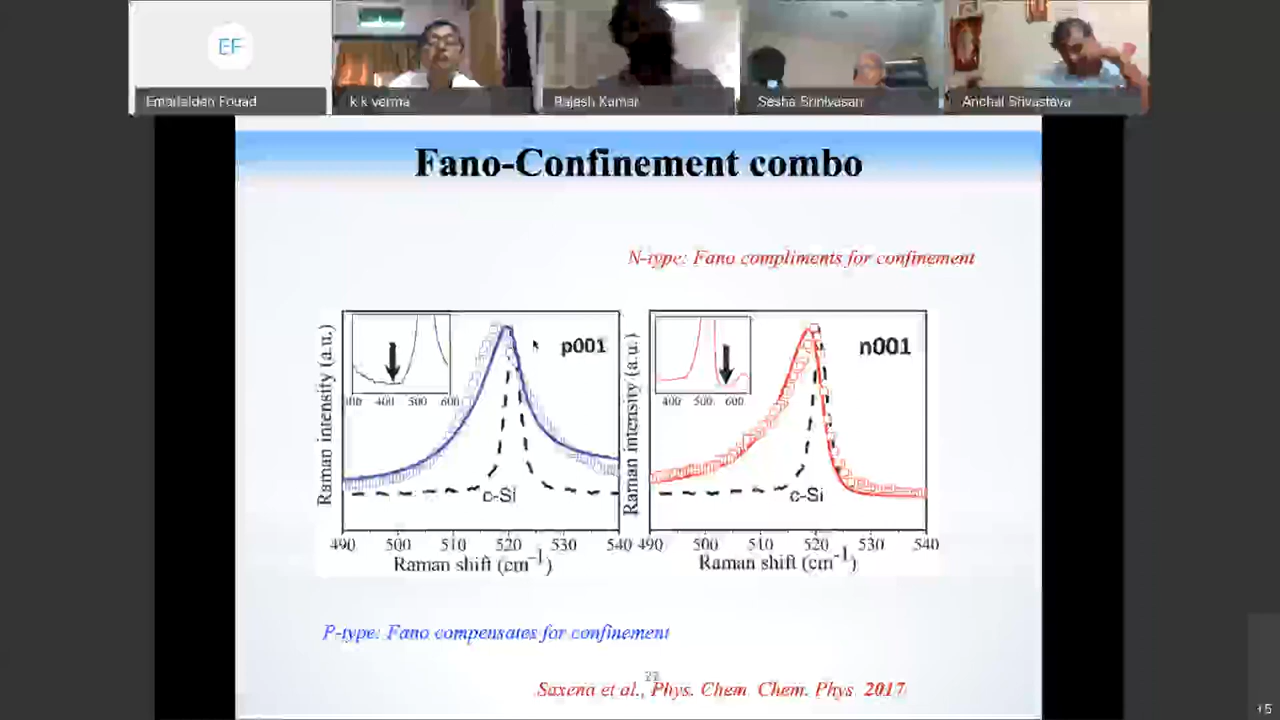 EF
Emadalden Fouad
k k verma
Rajesh Kumar
Sesha Srinivasan
Anchal Srivastava
Fano-Confinement combo
N-type: Fano compliments for confinement
Raman intensity (a.u.)
p001
400 500 600
c-Si
490 500 510 520 530 540
Raman shift (cm⁻¹)
Raman intensity (a.u.)
n001
400 500 600
c-Si
490 500 510 520 530 540
Raman shift (cm⁻¹)
P-type: Fano compensates for confinement
22
Saxena et al., Phys. Chem. Chem. Phys. 2017